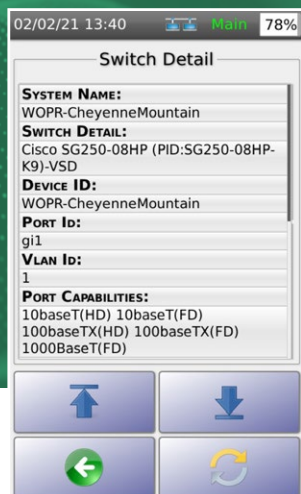 02/02/21 13:40 Main 78%
Switch Detail
SYSTEM NAME:
WOPR-CheyenneMountain
SWITCH DETAIL:
Cisco SG250-08HP (PID:SG250-08HP-
K9)-VSD
DEVICE ID:
WOPR-CheyenneMountain
PORT ID:
gi1
VLAN ID:
1
PORT CAPABILITIES:
10baseT(HD) 10baseT(FD)
100baseTX(HD) 100baseTX(FD)
1000BaseT(FD)